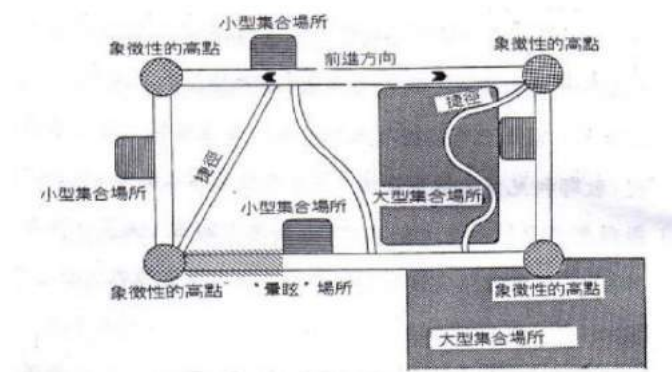 小型集合場所
象徵性的高點
前進方向
象徵性的高點
捷徑
捷徑
小型集合場所
小型集合場所
大型集合場所
象徵性的高點
"暈眩"場所
象徵性的高點
大型集合場所